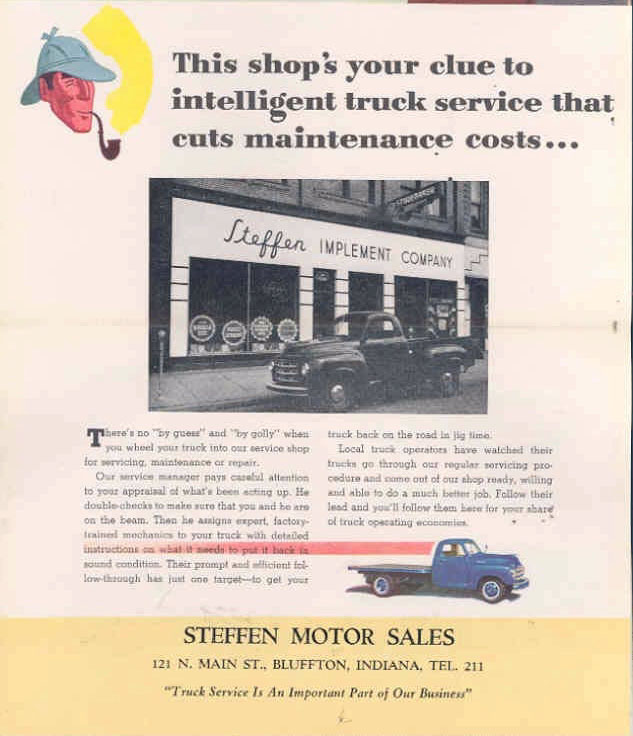 This shop's your clue to
intelligent truck service that
cuts maintenance costs...
STUDEBAKER
Steffen IMPLEMENT COMPANY
There's no "by guess" and "by golly" when
you wheel your truck into our service shop
for servicing, maintenance or repair.
Our service manager pays careful attention
to your appraisal of what's been acting up. He
double-checks to make sure that you and he are
on the beam. Then he assigns expert, factory-
trained mechanics to your truck with detailed
instructions on what it needs to put it back in
sound condition. Their prompt and efficient fol-
low-through has just one target—to get your
truck back on the road in jig time.
Local truck operators have watched their
trucks go through our regular servicing pro-
cedure and come out of our shop ready, willing
and able to do a much better job. Follow their
lead and you'll follow them here for your share
of truck operating economies.
STEFFEN MOTOR SALES
121 N. MAIN ST., BLUFFTON, INDIANA, TEL. 211
"Truck Service Is An Important Part of Our Business"